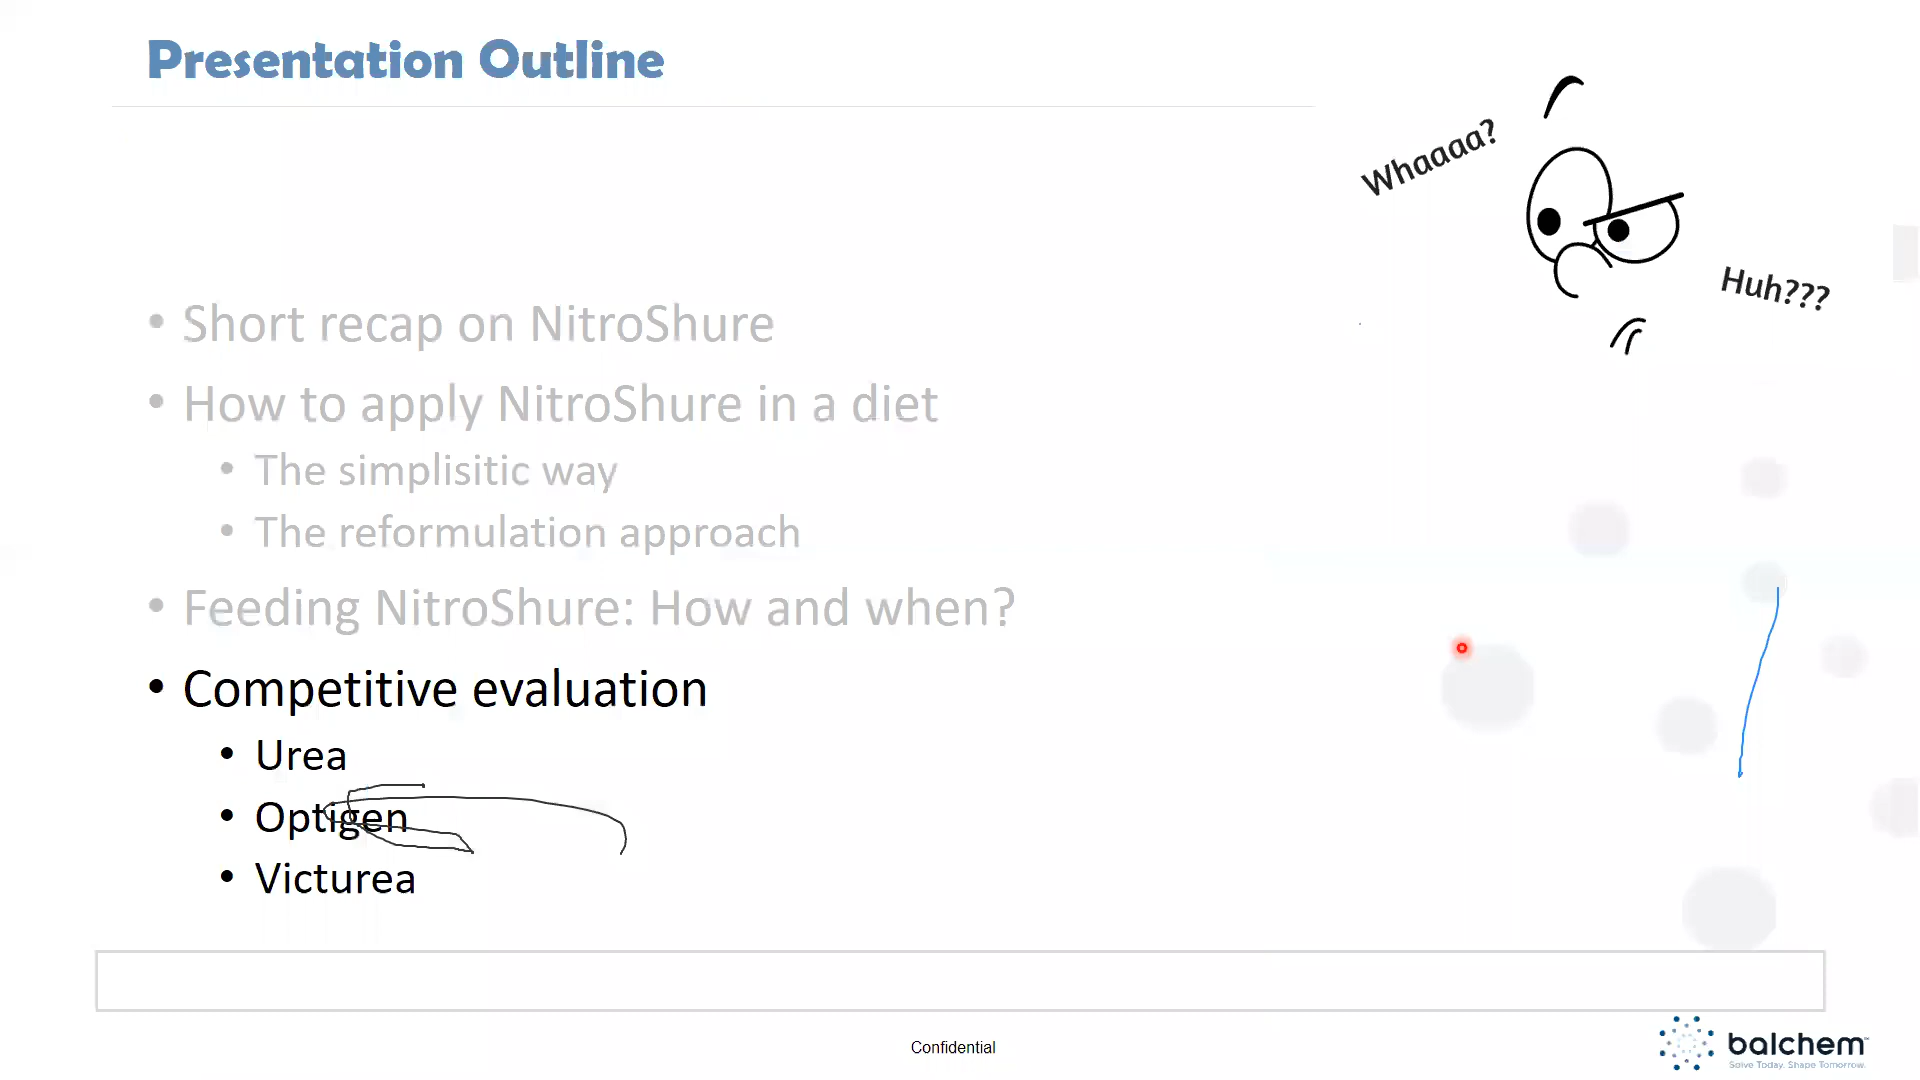 Presentation Outline
Whaaaa?
Huh???
• Short recap on NitroShure
• How to apply NitroShure in a diet
• The simplisitic way
• The reformulation approach
• Feeding NitroShure: How and when?
• Competitive evaluation
• Urea
• Optigen
• Victurea
Confidential
balchem™
Solve Today. Shape Tomorrow.